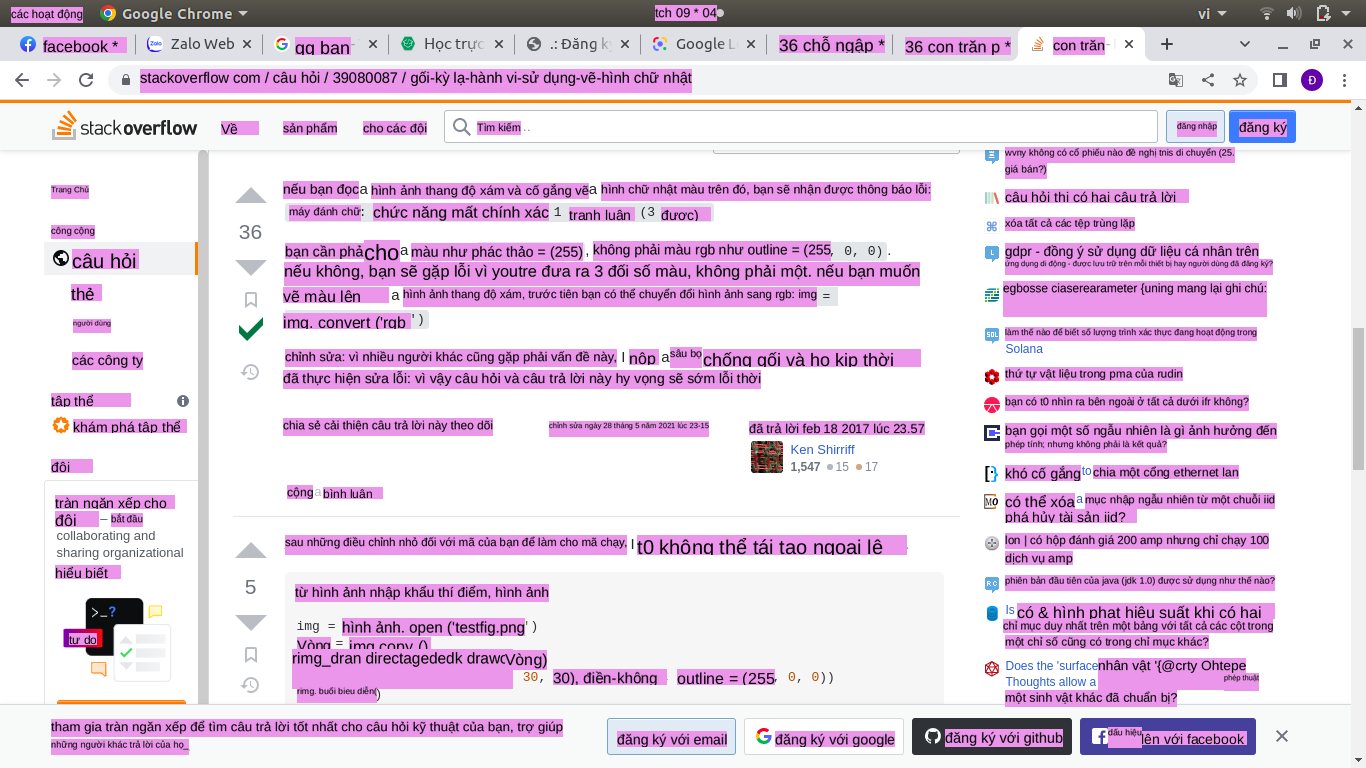 các hoạt động
Google Chrome
tch 09 * 04
vi
facebook *
Zalo Web
gg bạn
Học trực
.: Đăng ký
Google L
36 chỗ ngập *
36 con trăn p *
con trăn-
stackoverflow com / câu hỏi / 39080087 / gối-kỳ lạ-hành vi-sử dụng-vẽ-hình chữ nhật
Đ
stackoverflow
Về
sản phẩm
cho các đội
Tìm kiếm ..
đăng nhập
đăng ký
Trang Chủ
công cộng
câu hỏi
thẻ
người dùng
các công ty
tập thể
khám phá tập thể
đôi
tràn ngăn xếp cho
đôi – bắt đầu
collaborating and
sharing organizational
hiểu biết
>_?
tự do
nếu bạn đọc a hình ảnh thang độ xám và cố gắng vẽ a hình chữ nhật màu trên đó, bạn sẽ nhận được thông báo lỗi:
máy đánh chữ: chức năng mất chính xác 1 tranh luận (3 được)
36
bạn cần phả cho a màu như phác thảo = (255) , không phải màu rgb như outline = (255, 0, 0) .
nếu không, bạn sẽ gặp lỗi vì youtre đưa ra 3 đối số màu, không phải một. nếu bạn muốn
vẽ màu lên a hình ảnh thang độ xám, trước tiên bạn có thể chuyển đổi hình ảnh sang rgb: img =
img. convert ('rgb ')
chỉnh sửa: vì nhiều người khác cũng gặp phải vấn đề này, I nộp a sâu bọ chống gối và họ kịp thời
đã thực hiện sửa lỗi: vì vậy câu hỏi và câu trả lời này hy vọng sẽ sớm lỗi thời
chia sẻ cải thiện câu trả lời này theo dõi
chỉnh sửa ngày 28 tháng 5 năm 2021 lúc 23-15
đã trả lời feb 18 2017 lúc 23.57
Ken Shirriff
1,547 15 17
cộng a bình luận
sau những điều chỉnh nhỏ đối với mã của bạn để làm cho mã chạy, I t0 không thể tái tạo ngoại lệ .
5
từ hình ảnh nhập khẩu thí điểm, hình ảnh
img = hình ảnh. open ('testfig.png')
Vòng = img copy ()
rimg_dran directagededk drawc Vòng)
30, 30), điền-không outline = (255, 0, 0))
rimg. buổi biểu diễn()
wvny không có cổ phiếu nào đề nghị tnis di chuyển (25.
giá bán?)
câu hỏi thi có hai câu trả lời
xóa tất cả các tệp trùng lặp
gdpr - đồng ý sử dụng dữ liệu cá nhân trên
ứng dụng di động - được lưu trữ trên mỗi thiết bị hay người dùng đã đăng ký?
egbosse ciaserearameter {uning mang lại ghi chú:
làm thế nào để biết số lượng trình xác thực đang hoạt động trong
Solana
thứ tự vật liệu trong pma của rudin
bạn có t0 nhìn ra bên ngoài ở tất cả dưới ifr không?
bạn gọi một số ngẫu nhiên là gì ảnh hưởng đến
phép tính; nhưng không phải là kết quả?
khó cố gắng to chia một cổng ethernet lan
có thể xóa a mục nhập ngẫu nhiên từ một chuỗi iid
phá hủy tài sản iid?
lon | có hộp đánh giá 200 amp nhưng chỉ chạy 100
dịch vụ amp
phiên bản đầu tiên của java (jdk 1.0) được sử dụng như thế nào?
Is có & hình phạt hiệu suất khi có hai
chỉ mục duy nhất trên một bảng với tất cả các cột trong
một chỉ số cũng có trong chỉ mục khác?
Does the 'surface nhân vật '{@crty Ohtepe
Thoughts allow a phép thuật
một sinh vật khác đã chuẩn bị?
tham gia tràn ngăn xếp để tìm câu trả lời tốt nhất cho câu hỏi kỹ thuật của bạn, trợ giúp
những người khác trả lời của họ_
đăng ký với email
đăng ký với google
đăng ký với github
dấu hiệu lên với facebook